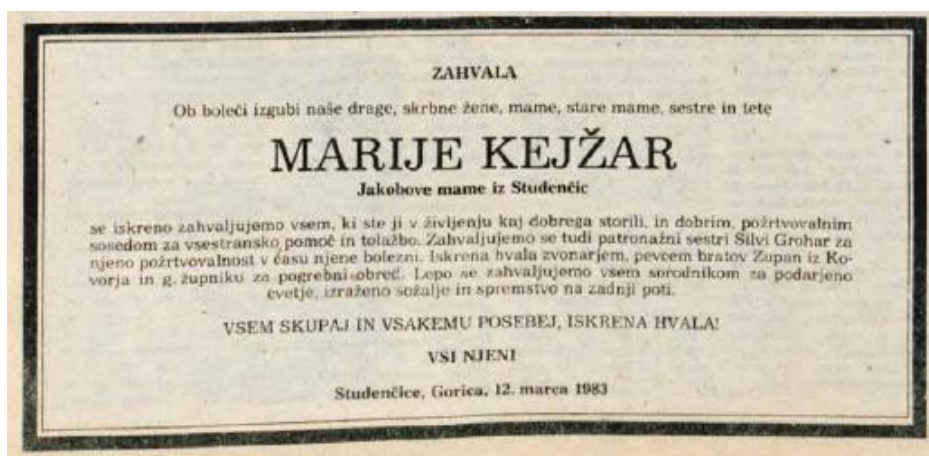 ZAHVALA
Ob boleči izgubi naše drage, skrbne žene, mame, stare mame, sestre in tete
MARIJE KEJŽAR
Jakobove mame iz Studenčic
se iskreno zahvaljujemo vsem, ki ste ji v življenju kaj dobrega storili, in dobrim, požrtvovalnim
sosedom za vsestransko pomoč in tolažbo. Zahvaljujemo se tudi patronažni sestri Silvi Grohar za
njeno požrtvovalnost v času njene bolezni. Iskrena hvala zvonarjem, pevcem bratov Zupan iz Ko-
vorja in g. župniku za pogrebni obred. Lepo se zahvaljujemo vsem sorodnikom za podarjeno
cvetje, izraženo sožalje in spremstvo na zadnji poti.
VSEM SKUPAJ IN VSAKEMU POSEBEJ, ISKRENA HVALA!
VSI NJENI
Studenčice, Gorica, 12. marca 1983